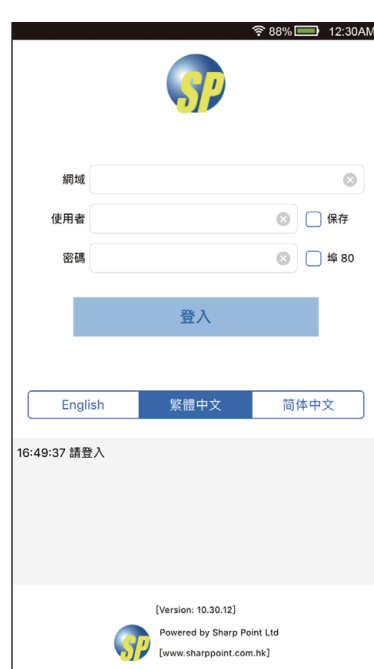 88% 12:30AM
SP
網域
使用者 保存
密碼 埠 80
登入
English 繁體中文 简体中文
16:49:37 請登入
[Version: 10.30.12]
Powered by Sharp Point Ltd
SP
[www.sharppoint.com.hk]